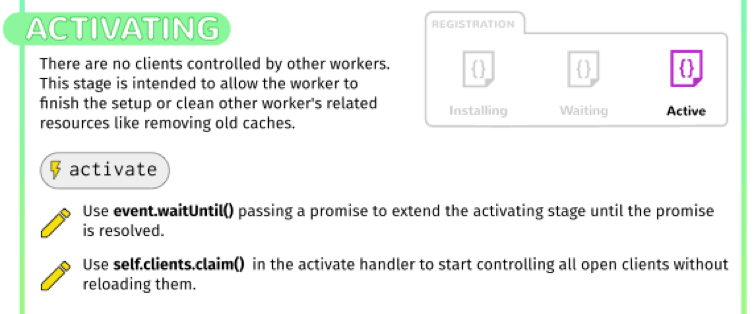 ACTIVATING
There are no clients controlled by other workers.
This stage is intended to allow the worker to
finish the setup or clean other worker's related
resources like removing old caches.
REGISTRATION
{} {} {}
Installing Waiting Active
activate
Use event.waitUntil() passing a promise to extend the activating stage until the promise
is resolved.
Use self.clients.claim() in the activate handler to start controlling all open clients without
reloading them.